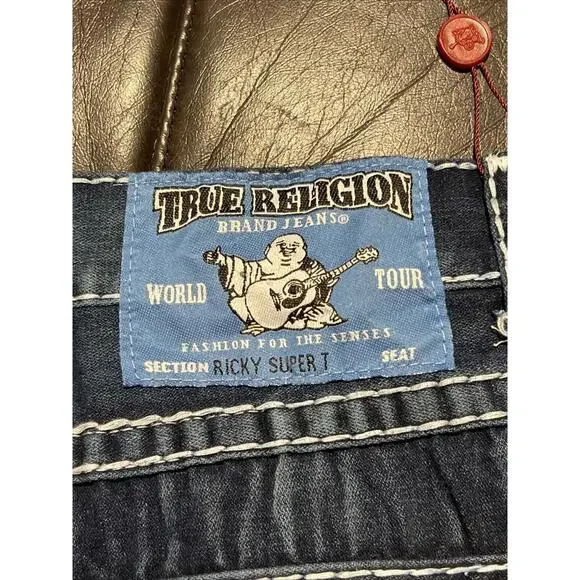 TRUE RELIGION
BRAND JEANS®
WORLD TOUR
FASHION FOR THE SENSES
SECTION RICKY SUPER T SEAT